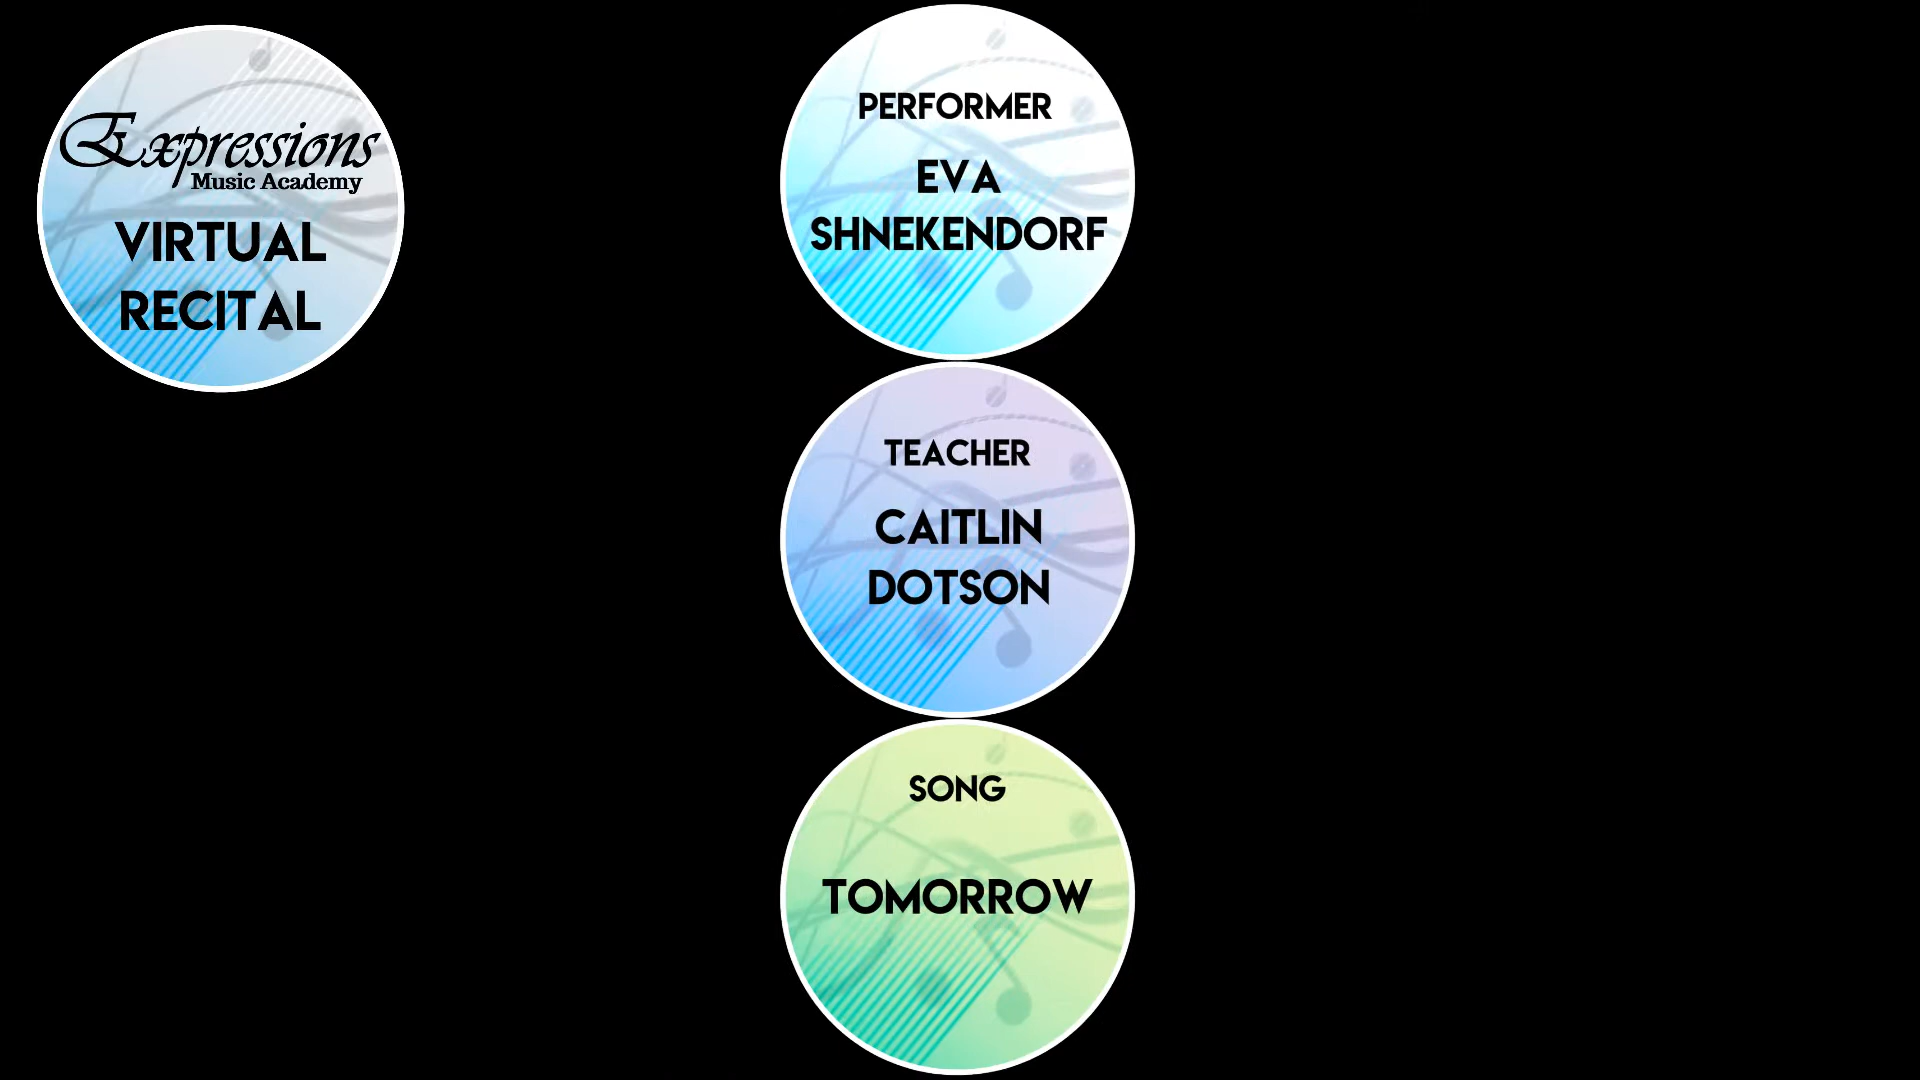 Expressions
Music Academy
VIRTUAL
RECITAL
PERFORMER
EVA
SHNEKENDORF
TEACHER
CAITLIN
DOTSON
SONG
TOMORROW